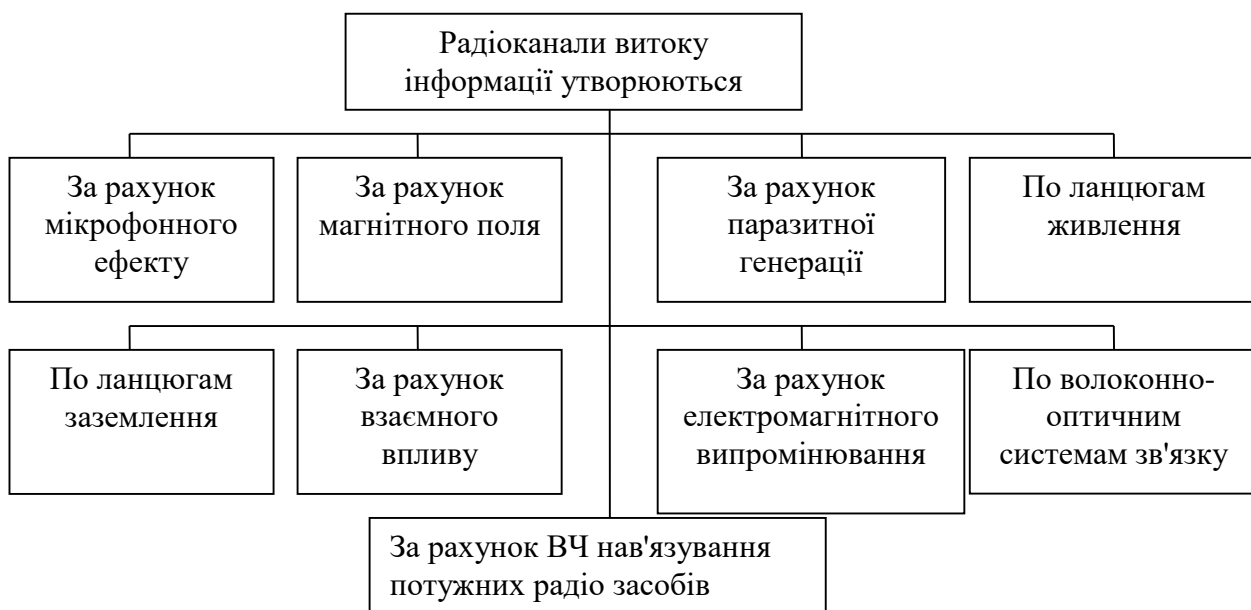 Радіоканали витоку
інформації утворюються
За рахунок
мікрофонного
ефекту
За рахунок
магнітного поля
За рахунок
паразитної
генерації
По ланцюгам
живлення
По ланцюгам
заземлення
За рахунок
взаємного
впливу
За рахунок
електромагнітного
випромінювання
По волоконно-
оптичним
системам зв'язку
За рахунок ВЧ нав'язування
потужних радіо засобів